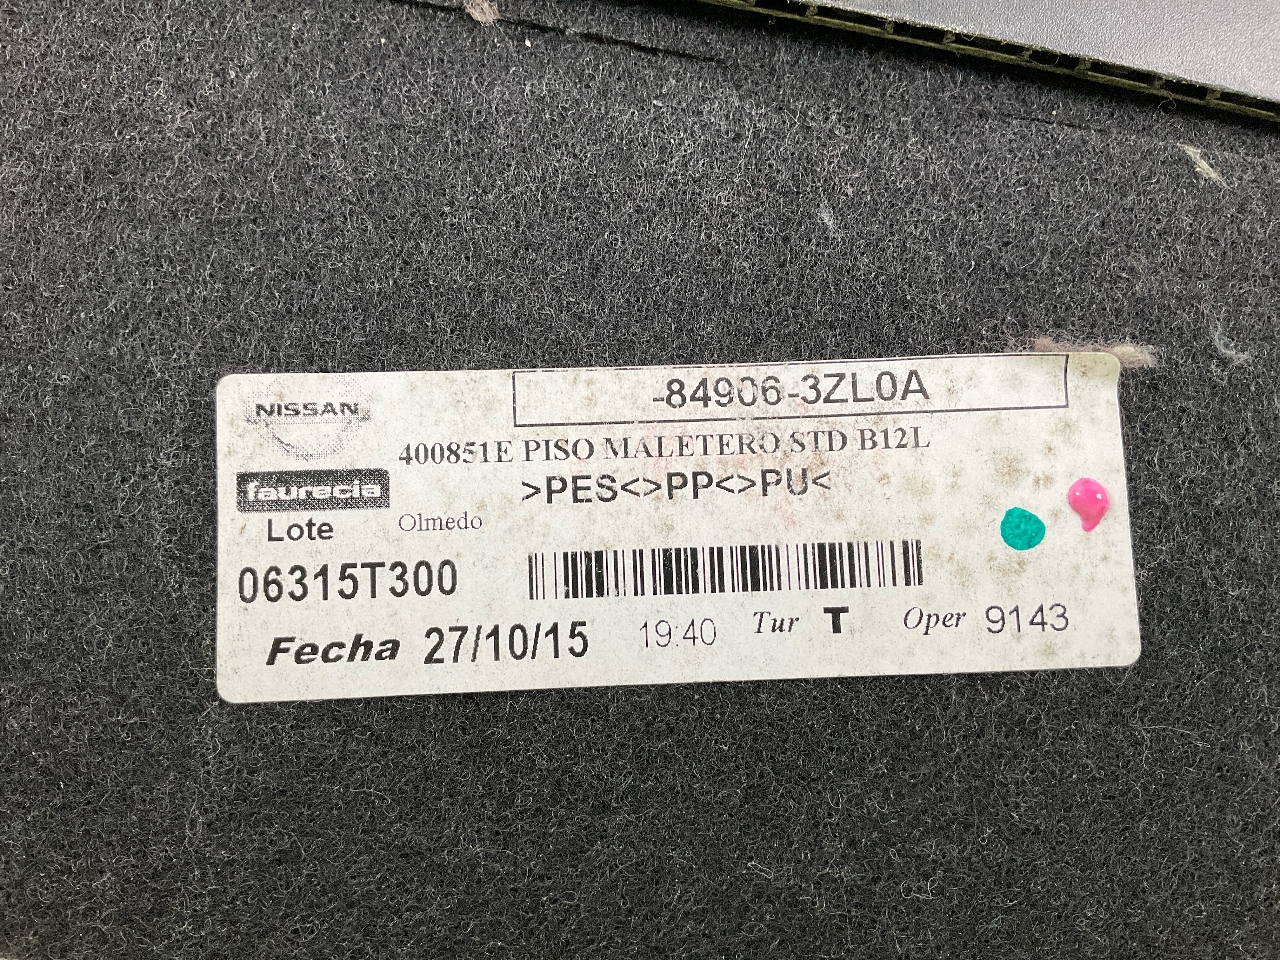 NISSAN
-84906-3ZL0A
400851E PISO MALETERO STD B12L
faurecia
>PES<>PP<>PU<
Lote
Olmedo
06315T300
Fecha 27/10/15 19:40 Tur T Oper 9143